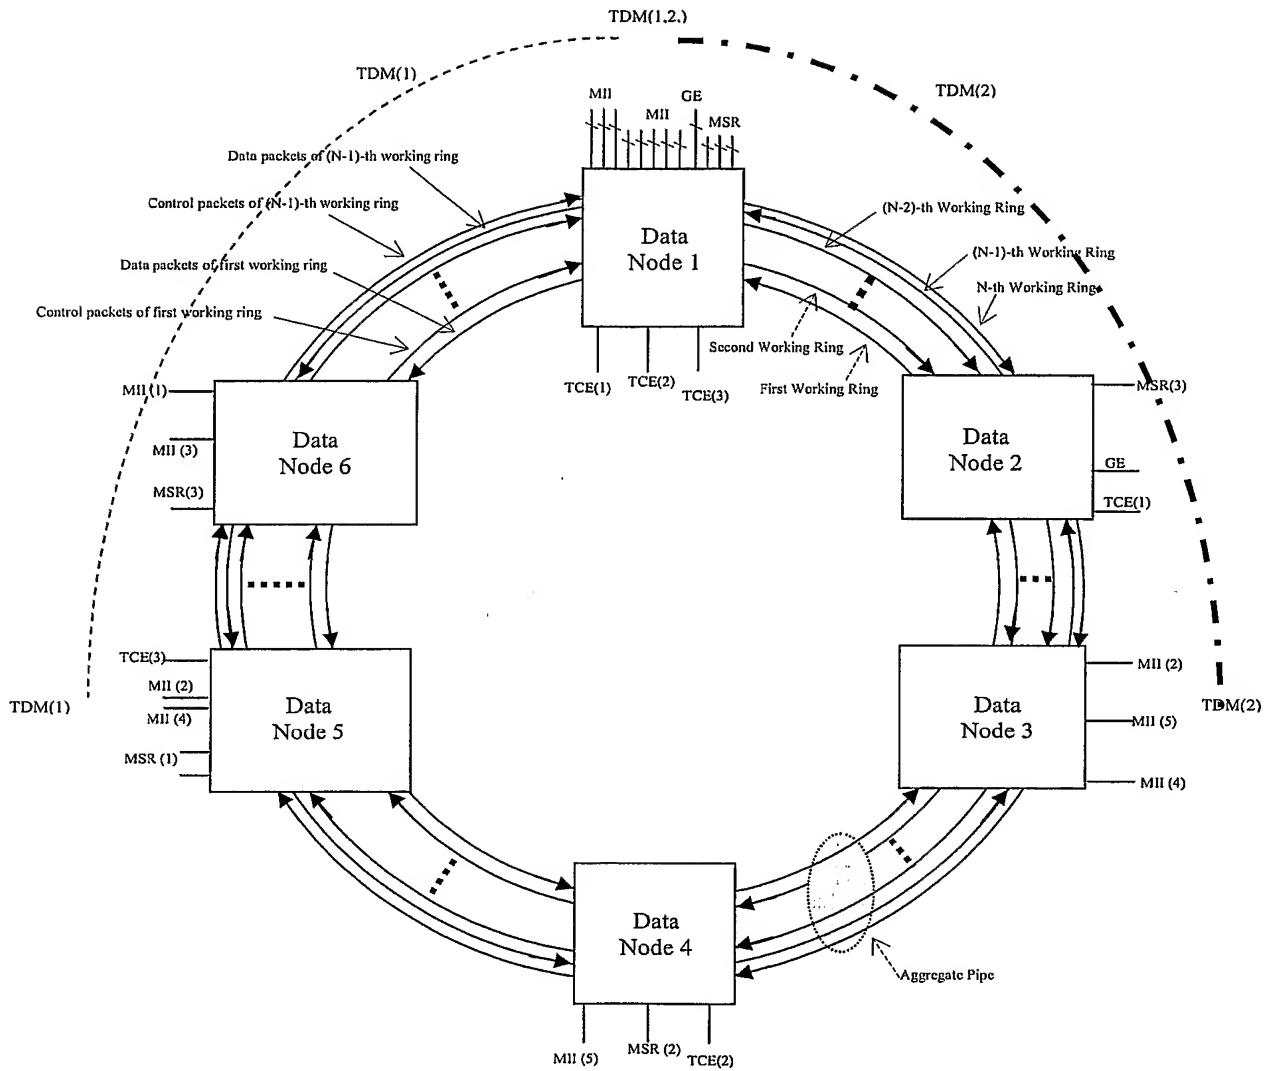 TDM(1,2,)
TDM(1)
TDM(2)
MII
GE
MII
MSR
Data packets of (N-1)-th working ring
Control packets of (N-1)-th working ring
Data packets of first working ring
Control packets of first working ring
Data
Node 1
(N-2)-th Working Ring
(N-1)-th Working Ring
N-th Working Ring
Second Working Ring
First Working Ring
TCE(1)
TCE(2)
TCE(3)
MII (1)
MII (3)
MSR(3)
Data
Node 6
Data
Node 2
MSR(3)
GE
TCE(1)
TCE(3)
MII (2)
MII (4)
MSR (1)
TDM(1)
Data
Node 5
Data
Node 3
MII (2)
MII (5)
MII (4)
TDM(2)
Data
Node 4
Aggregate Pipe
MII (5)
MSR (2)
TCE(2)